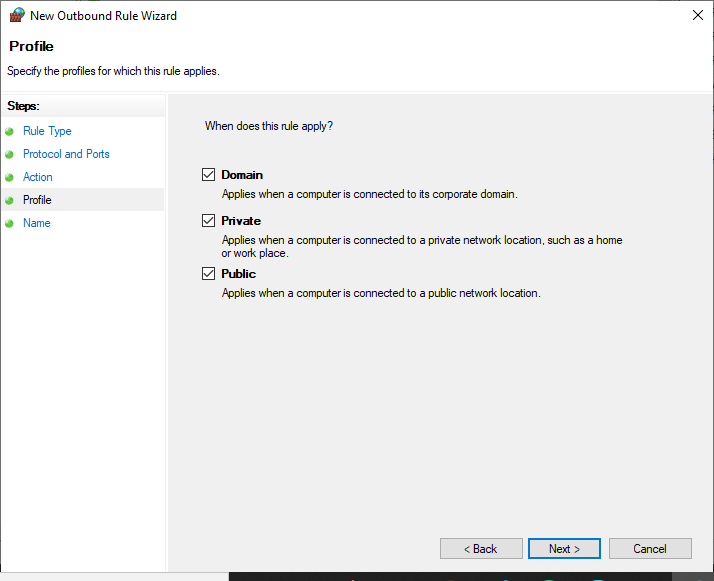 New Outbound Rule Wizard
Profile
Specify the profiles for which this rule applies.
Steps:
Rule Type
Protocol and Ports
Action
Profile
Name
When does this rule apply?
Domain
Applies when a computer is connected to its corporate domain.
Private
Applies when a computer is connected to a private network location, such as a home
or work place.
Public
Applies when a computer is connected to a public network location.
< Back
Next >
Cancel